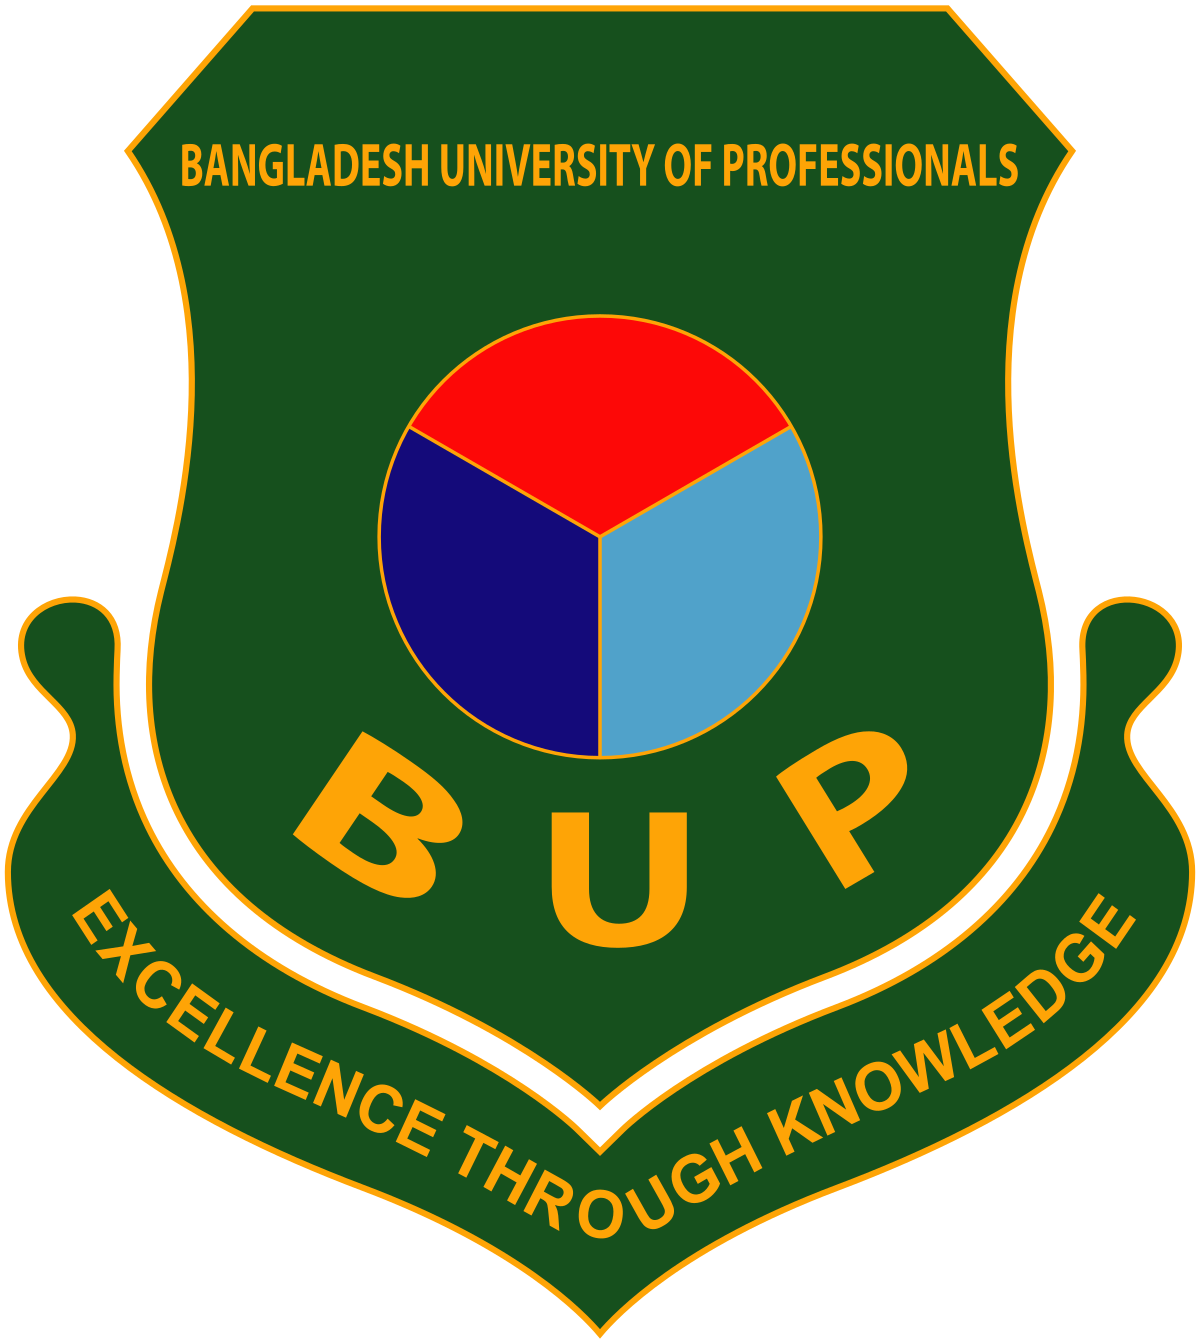 BANGLADESH UNIVERSITY OF PROFESSIONALS
BUP
EXCELLENCE THROUGH KNOWLEDGE